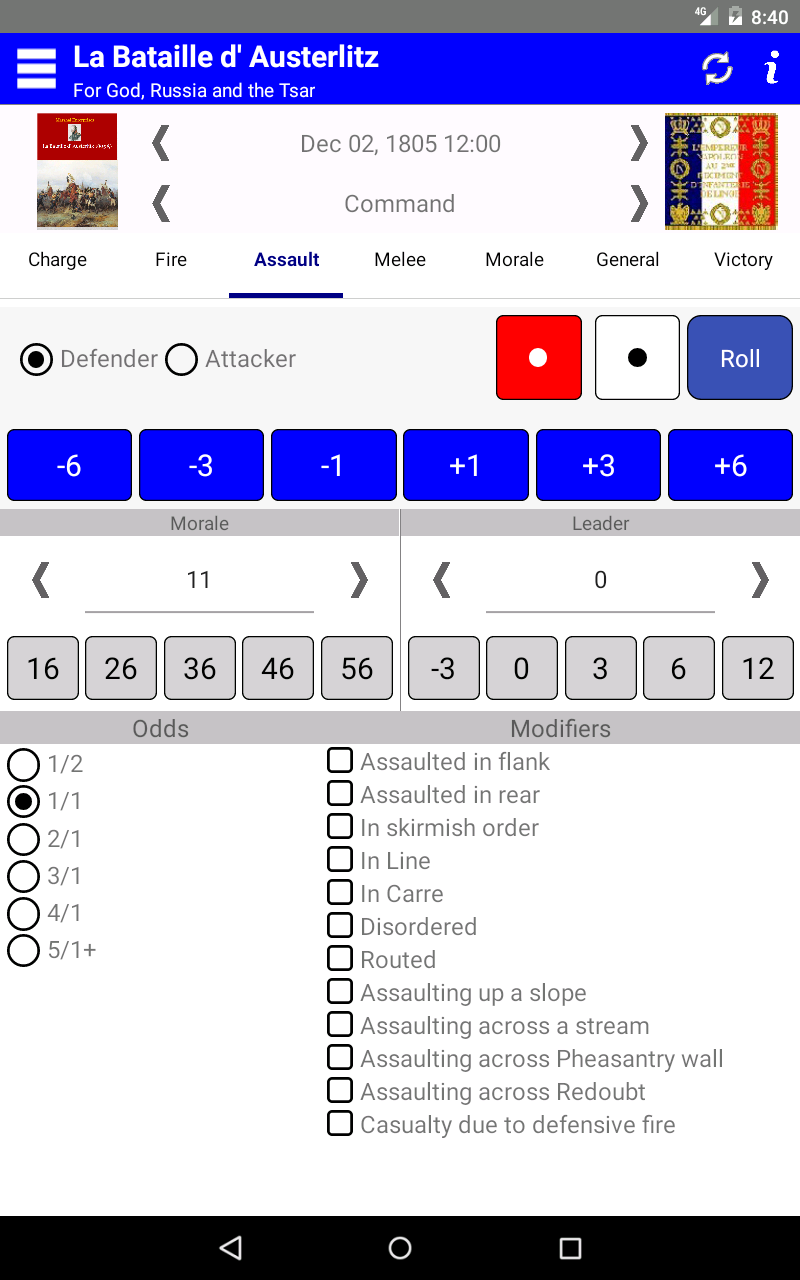 4G 8:40
La Bataille d' Austerlitz
For God, Russia and the Tsar
Dec 02, 1805 12:00
Command
L'EMPEREUR
NAPOLEON
AU 2ME
REGIMENT
D'INFANTERIE
DE LIGNE
Charge Fire Assault Melee Morale General Victory
Defender Attacker Roll
-6 -3 -1 +1 +3 +6
Morale Leader
11 0
16 26 36 46 56 -3 0 3 6 12
Odds Modifiers
1/2 Assaulted in flank
1/1 Assaulted in rear
2/1 In skirmish order
3/1 In Line
4/1 In Carre
5/1+ Disordered
Routed
Assaulting up a slope
Assaulting across a stream
Assaulting across Pheasantry wall
Assaulting across Redoubt
Casualty due to defensive fire